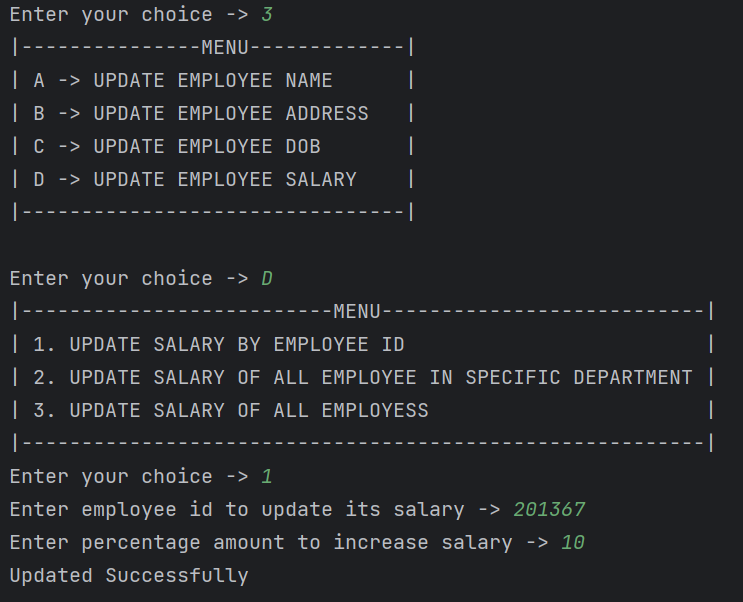 Enter your choice -> 3
|---------------MENU-------------|
| A -> UPDATE EMPLOYEE NAME      |
| B -> UPDATE EMPLOYEE ADDRESS   |
| C -> UPDATE EMPLOYEE DOB       |
| D -> UPDATE EMPLOYEE SALARY    |
|--------------------------------|
Enter your choice -> D
|--------------------------MENU---------------------------|
| 1. UPDATE SALARY BY EMPLOYEE ID                         |
| 2. UPDATE SALARY OF ALL EMPLOYEE IN SPECIFIC DEPARTMENT |
| 3. UPDATE SALARY OF ALL EMPLOYESS                       |
|---------------------------------------------------------|
Enter your choice -> 1
Enter employee id to update its salary -> 201367
Enter percentage amount to increase salary -> 10
Updated Successfully